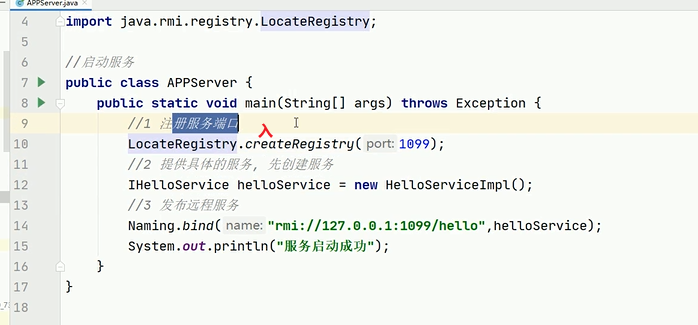 APPServer.java
4 import java.rmi.registry.LocateRegistry;
5
6 //启动服务
7 public class APPServer {
8 public static void main(String[] args) throws Exception {
9 //1 注册服务端口
入
10 LocateRegistry.createRegistry( port: 1099);
11 //2 提供具体的服务, 先创建服务
12 IHelloService helloService = new HelloServiceImpl();
13 //3 发布远程服务
14 Naming.bind( name: "rmi://127.0.0.1:1099/hello",helloService);
15 System.out.println("服务启动成功");
16 }
17 }
18